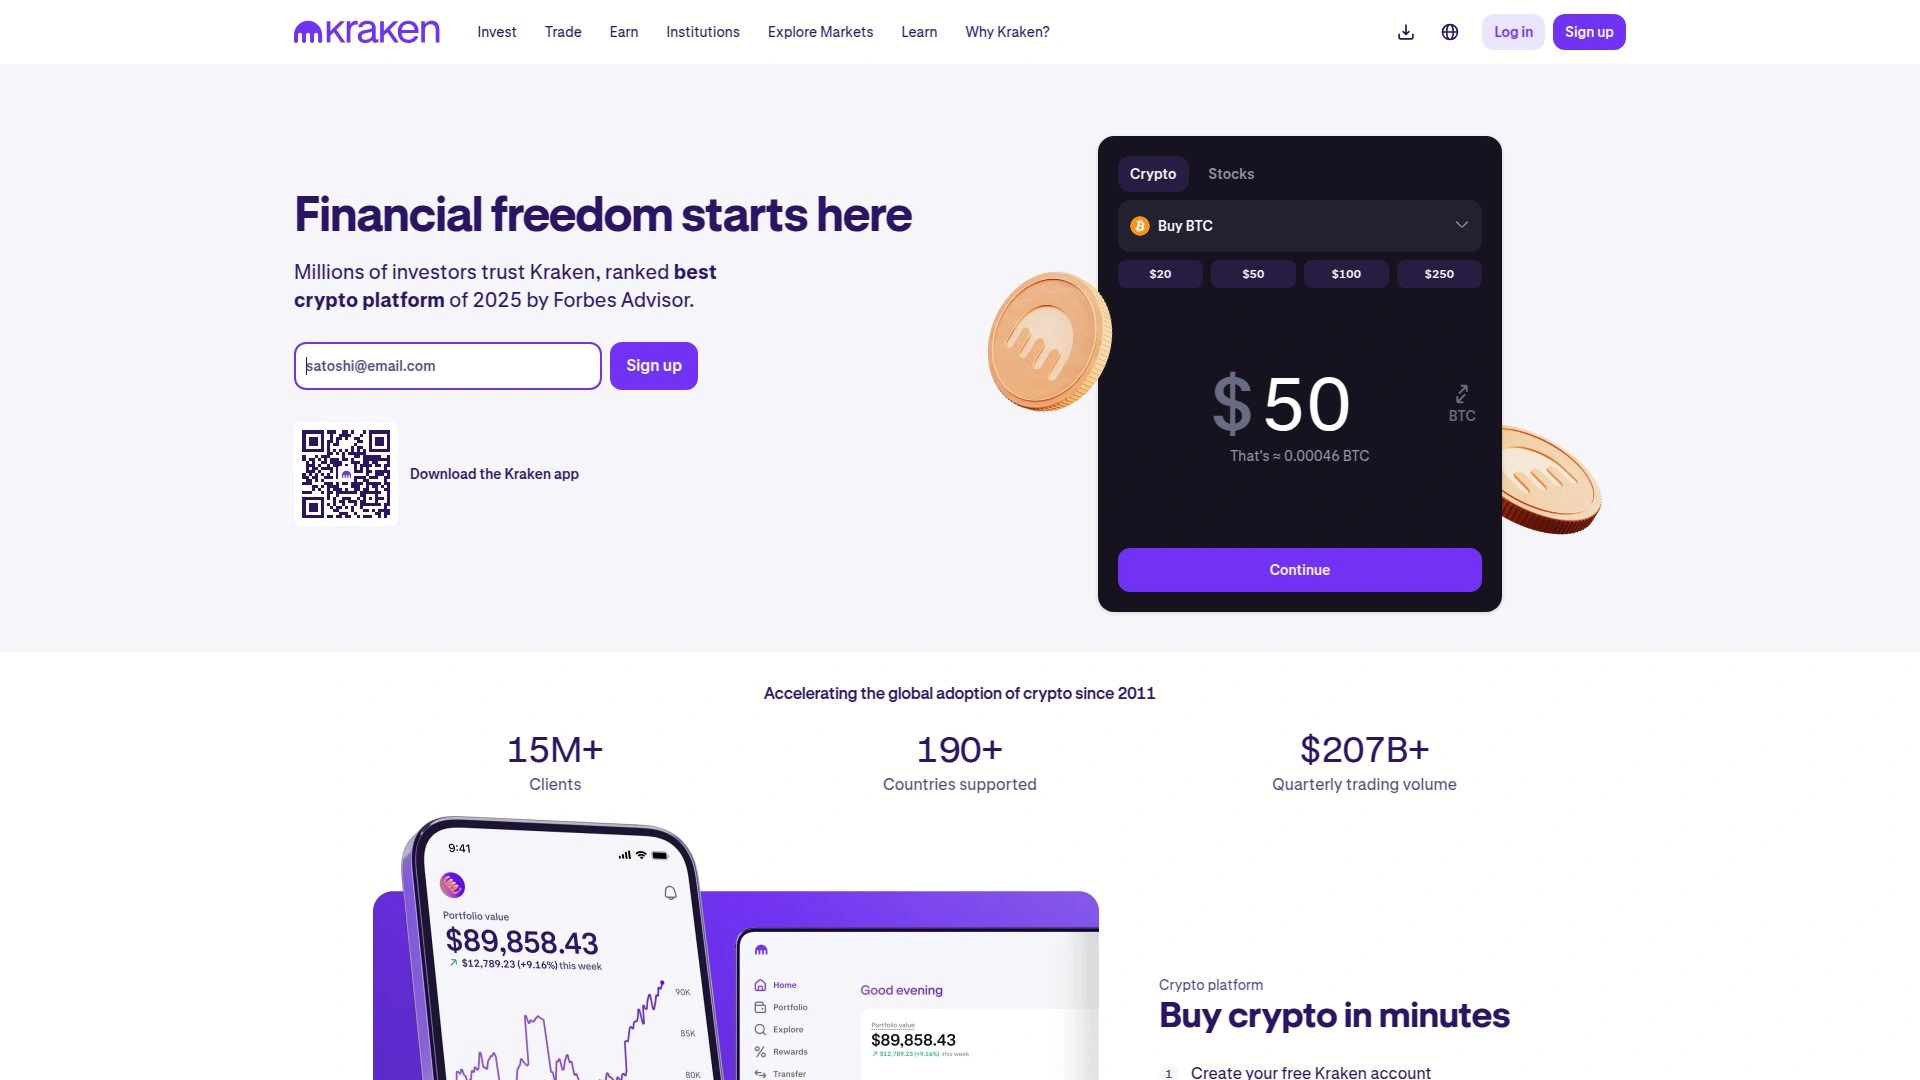 kraken
Invest
Trade
Earn
Institutions
Explore Markets
Learn
Why Kraken?
Log in
Sign up
Financial freedom starts here
Millions of investors trust Kraken, ranked best
crypto platform of 2025 by Forbes Advisor.
satoshi@email.com
Sign up
Download the Kraken app
Crypto
Stocks
Buy BTC
$20
$50
$100
$250
$50
BTC
That's ≈ 0.00046 BTC
Continue
Accelerating the global adoption of crypto since 2011
15M+
Clients
190+
Countries supported
$207B+
Quarterly trading volume
9:41
Portfolio value
$89,858.43
$12,789.23 (+9.16%) this week
90K
85K
80K
Home
Portfolio
Explore
Rewards
Transfer
Good evening
Portfolio value
$89,858.43
$12,789.23 (+9.16%) this week
Crypto platform
Buy crypto in minutes
1 Create your free Kraken account